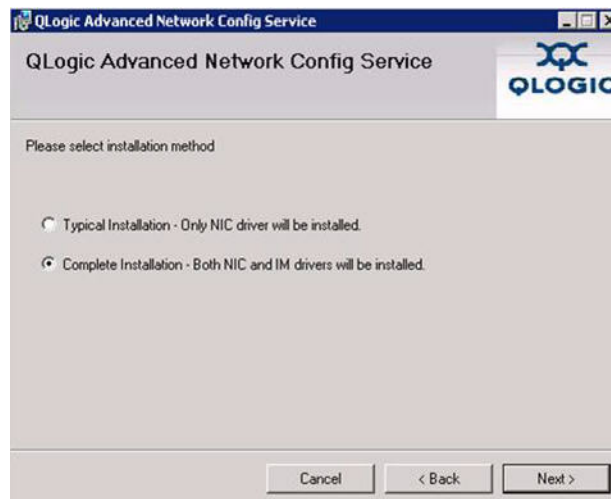 QLogic Advanced Network Config Service
QLogic Advanced Network Config Service
QLOGIC
Please select installation method
Typical Installation - Only NIC driver will be installed.
Complete Installation - Both NIC and IM drivers will be installed.
Cancel
< Back
Next >